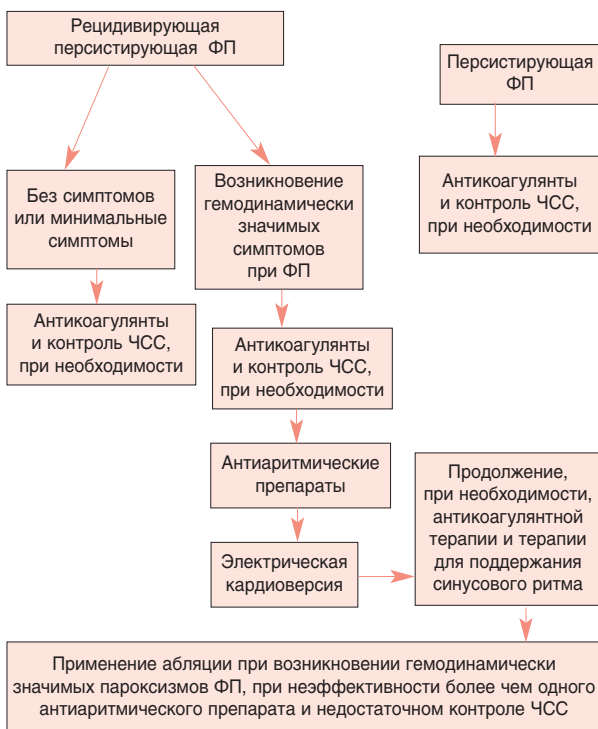 Рецидивирующая
персистирующая ФП
Персистирующая
ФП
Без симптомов
или минимальные
симптомы
Возникновение
гемодинамически
значимых
симптомов
при ФП
Антикоагулянты
и контроль ЧСС,
при необходимости
Антикоагулянты
и контроль ЧСС,
при необходимости
Антикоагулянты
и контроль ЧСС,
при необходимости
Антиаритмические
препараты
Электрическая
кардиоверсия
Продолжение,
при необходимости,
антикоагулянтной
терапии и терапии
для поддержания
синусового ритма
Применение абляции при возникновении гемодинамически
значимых пароксизмов ФП, при неэффективности более чем одного
антиаритмического препарата и недостаточном контроле ЧСС